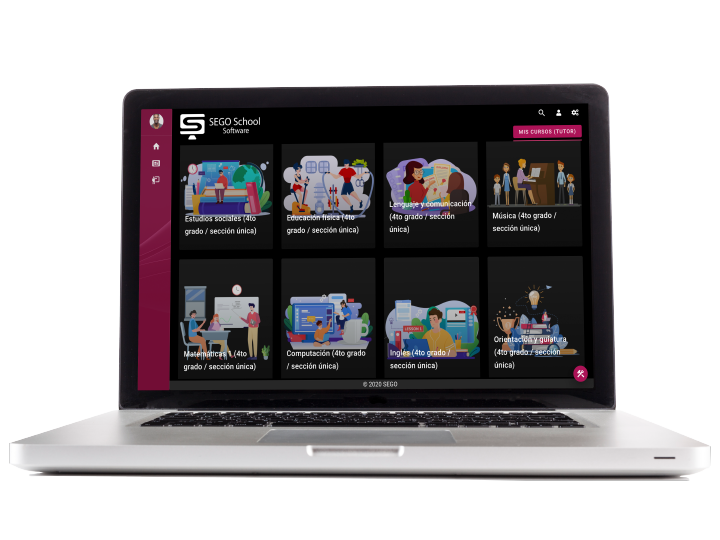 SEGO School
Software
MIS CURSOS (TUTOR)
Estudios sociales (4to
grado / sección única)
Educación física (4to
grado / sección única)
Lenguaje y comunicación
(4to grado / sección
única)
Música (4to grado /
sección única)
Matemáticas 1 (4to
grado / sección única)
Computación (4to grado
/ sección única)
LESSON 1
Inglés (4to grado /
sección única)
Orientación y guiatura
(4to grado / sección
única)
© 2020 SEGO